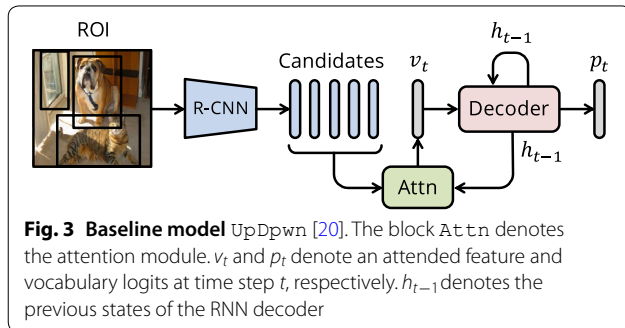 ROI
Candidates
R-CNN
v_t
h_{t−1}
Decoder
p_t
h_{t−1}
Attn
Fig. 3 Baseline model UpDpwn [20]. The block Attn denotes
the attention module. v_t and p_t denote an attended feature and
vocabulary logits at time step t, respectively. h_{t−1} denotes the
previous states of the RNN decoder